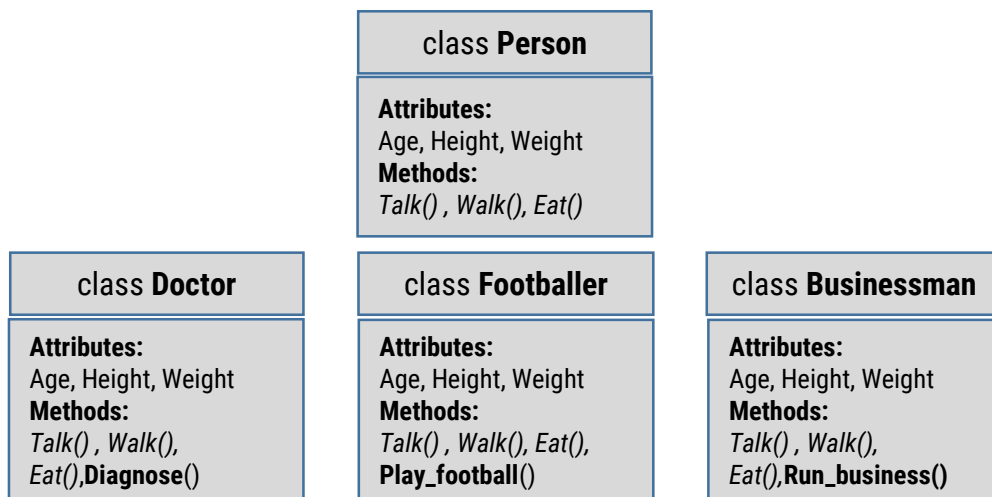 class Person
Attributes:
Age, Height, Weight
Methods:
Talk() , Walk(), Eat()
class Doctor
Attributes:
Age, Height, Weight
Methods:
Talk() , Walk(),
Eat(),Diagnose()
class Footballer
Attributes:
Age, Height, Weight
Methods:
Talk() , Walk(), Eat(),
Play_football()
class Businessman
Attributes:
Age, Height, Weight
Methods:
Talk() , Walk(),
Eat(),Run_business()